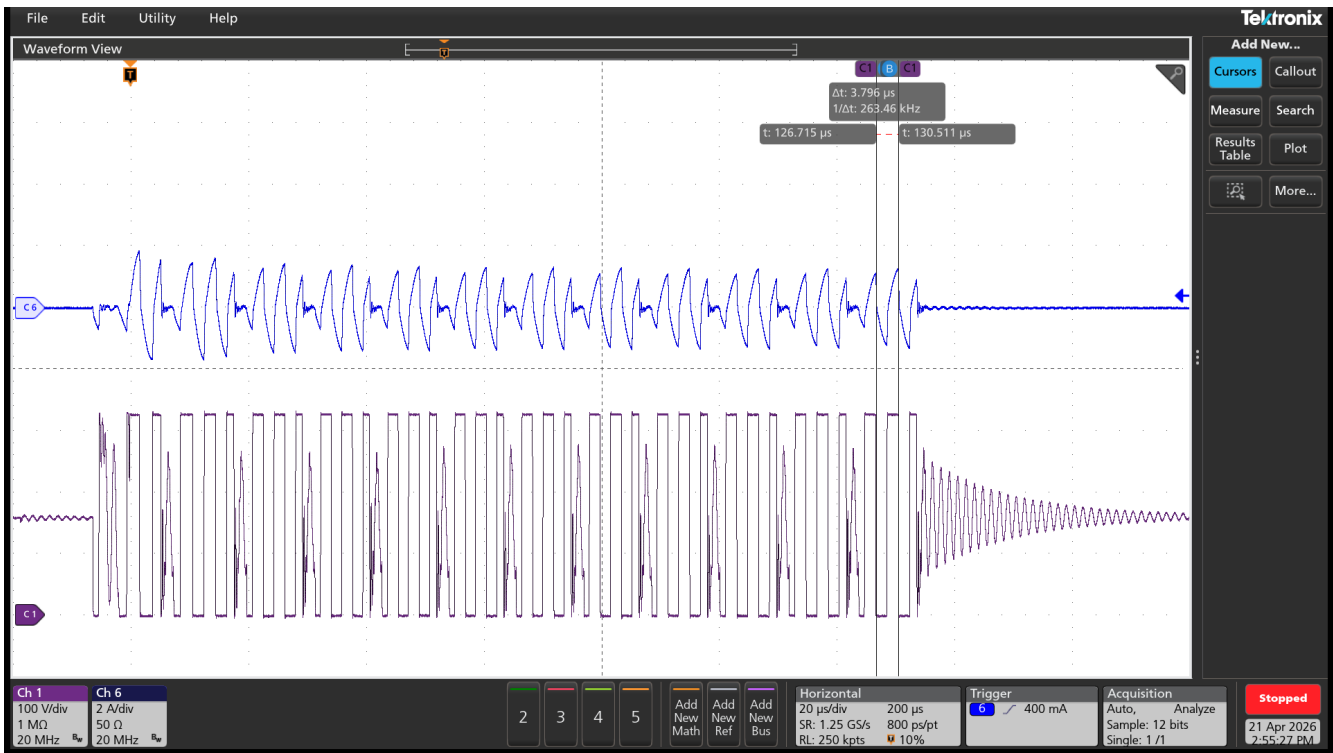 File Edit Utility Help
Tektronix
Waveform View
Add New...
T
T
C1 B C1
Cursors Callout
Δt: 3.796 µs
1/Δt: 263.46 kHz
Measure Search
t: 126.715 µs t: 130.511 µs
Results
Table
Plot
More...
C 6
C 1
Ch 1
100 V/div
1 MΩ
20 MHz Bw
Ch 6
2 A/div
50 Ω
20 MHz Bw
2 3 4 5
Add
New
Math
Add
New
Ref
Add
New
Bus
Horizontal
20 µs/div 200 µs
SR: 1.25 GS/s 800 ps/pt
RL: 250 kpts T 10%
Trigger
6 400 mA
Acquisition
Auto, Analyze
Sample: 12 bits
Single: 1 /1
Stopped
21 Apr 2026
2:55:27 PM